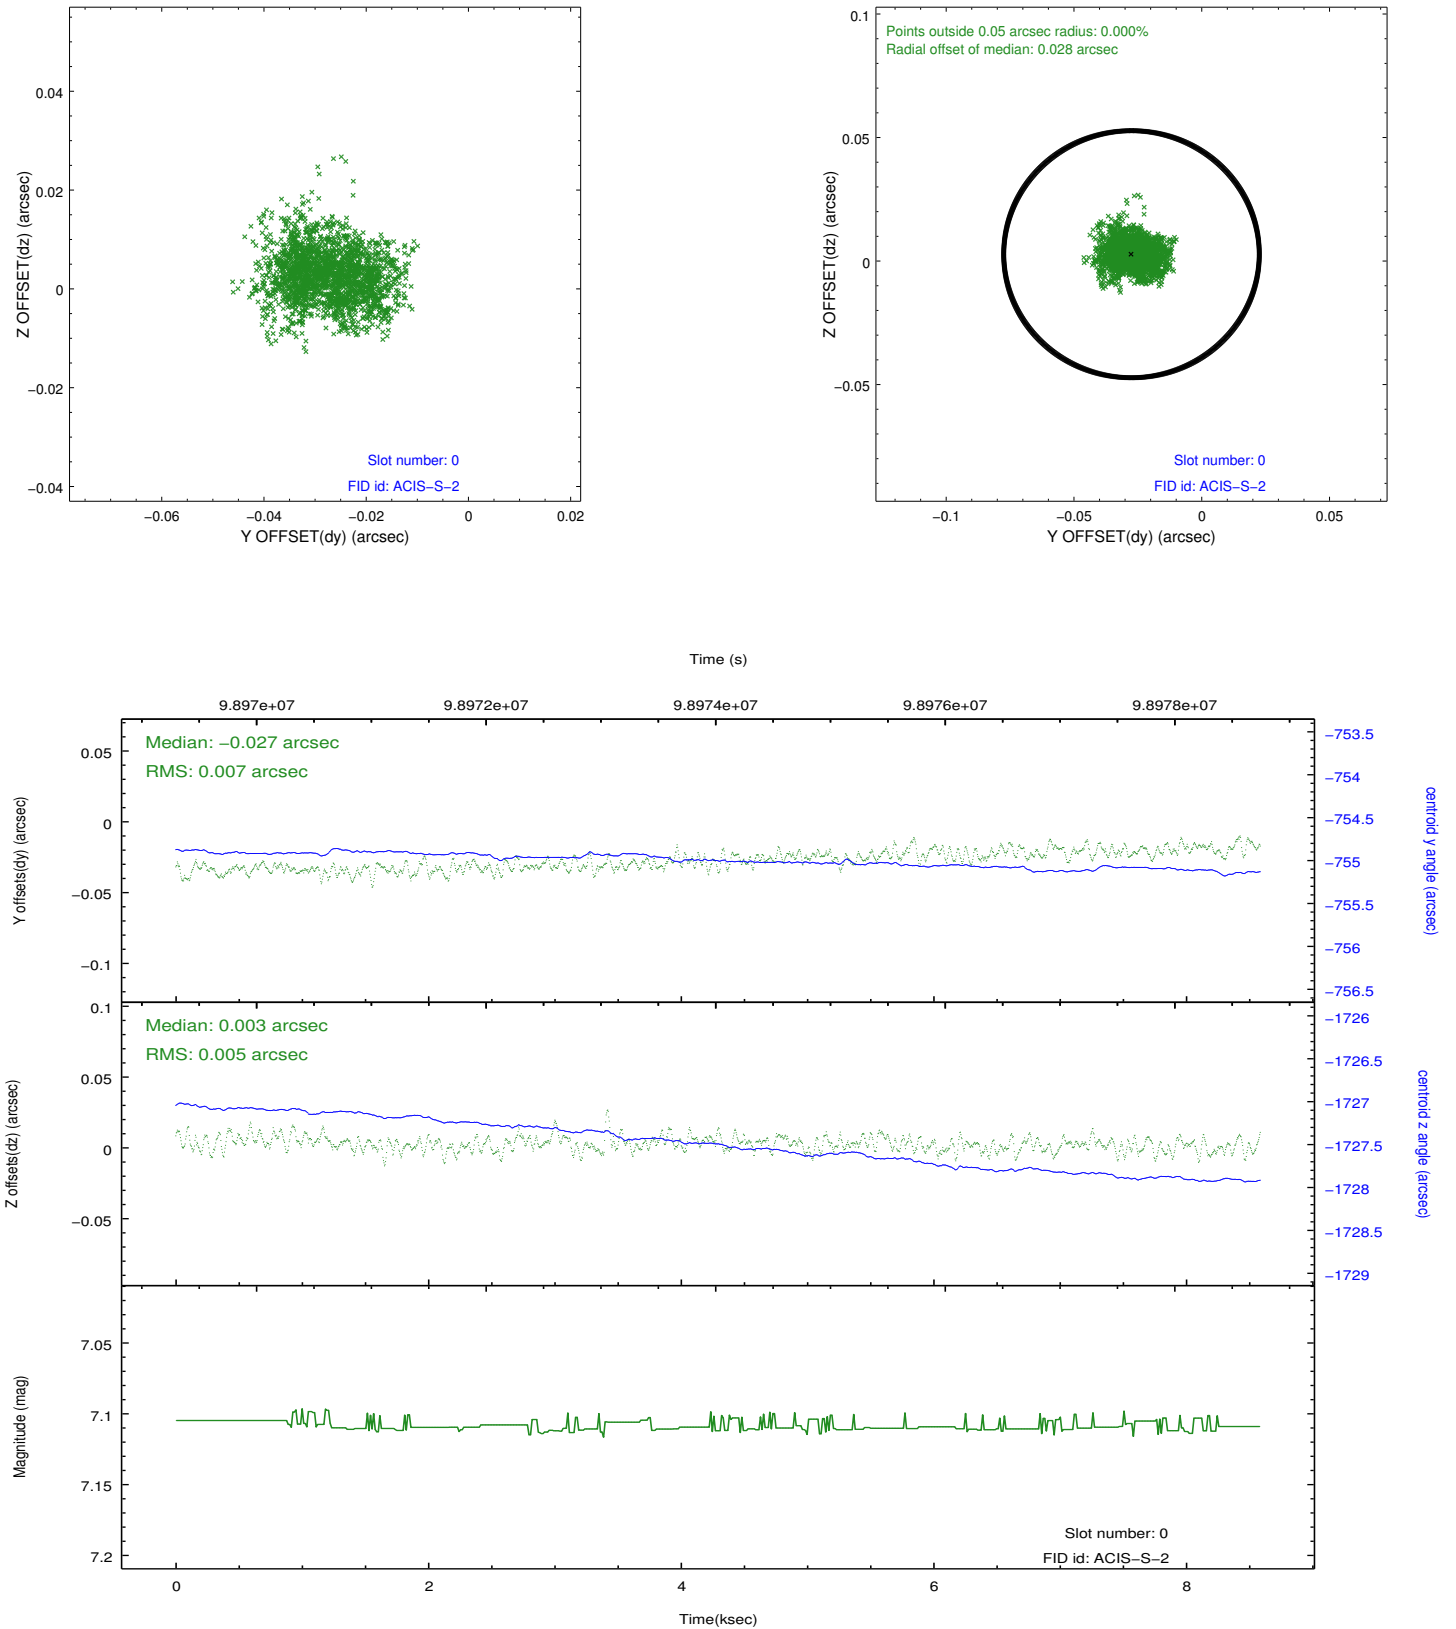 0.04
0.02
0
−0.02
−0.04
Z OFFSET(dz) (arcsec)
Slot number: 0
FID id: ACIS−S−2
−0.06
−0.04
−0.02
0
0.02
Y OFFSET(dy) (arcsec)
Points outside 0.05 arcsec radius: 0.000%
Radial offset of median: 0.028 arcsec
0.1
0.05
0
−0.05
Z OFFSET(dz) (arcsec)
Slot number: 0
FID id: ACIS−S−2
−0.1
−0.05
0
0.05
Y OFFSET(dy) (arcsec)
Time (s)
9.897e+07
9.8972e+07
9.8974e+07
9.8976e+07
9.8978e+07
Median: −0.027 arcsec
RMS: 0.007 arcsec
0.05
0
−0.05
−0.1
Y offsets(dy) (arcsec)
−753.5
−754
−754.5
−755
−755.5
−756
−756.5
centroid y angle (arcsec)
Median: 0.003 arcsec
RMS: 0.005 arcsec
0.1
0.05
0
−0.05
Z offsets(dz) (arcsec)
−1726
−1726.5
−1727
−1727.5
−1728
−1728.5
−1729
centroid z angle (arcsec)
7.05
7.1
7.15
7.2
Magnitude (mag)
Slot number: 0
FID id: ACIS−S−2
0
2
4
6
8
Time(ksec)